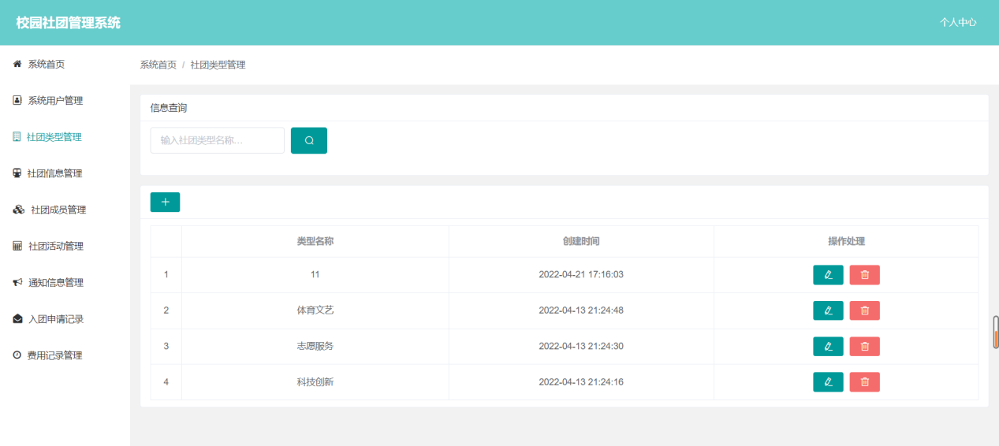 校园社团管理系统
个人中心
系统首页
系统首页 / 社团类型管理
系统用户管理
社团类型管理
社团信息管理
社团成员管理
社团活动管理
通知信息管理
入团申请记录
费用记录管理
信息查询
输入社团类型名称...
类型名称 创建时间 操作处理
1 11 2022-04-21 17:16:03
2 体育文艺 2022-04-13 21:24:48
3 志愿服务 2022-04-13 21:24:30
4 科技创新 2022-04-13 21:24:16